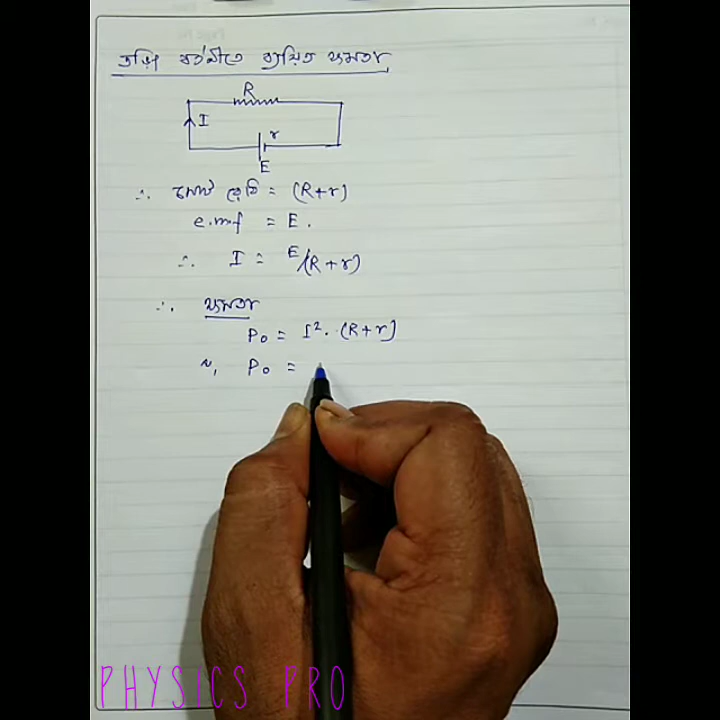 তড়িৎ বর্তনীতে ব্যয়িত ক্ষমতা
R
I
r
E
∴ মোট রোধ = (R+r)
e.m.f = E.
∴ I = E/(R+r)
∴ ক্ষমতা
P₀ = I². (R+r)
বা, P₀ =
PHYSICS PRO